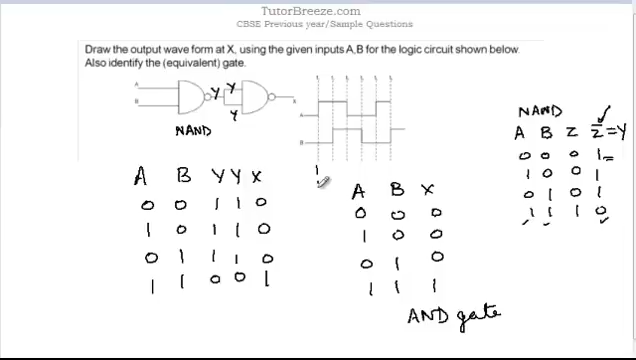 TutorBreeze.com
CBSE Previous year/Sample Questions
Draw the output wave form at X, using the given inputs A,B for the logic circuit shown below.
Also identify the (equivalent) gate.
A
B
Y Y
Y
X
NAND
A
B
NAND
A B Z Z̅=Y
0 0 0 1
1 0 0 1
0 1 0 1
1 1 1 0
A B Y Y X
0 0 1 1 0
1 0 1 1 0
0 1 1 1 0
1 1 0 0 1
A B X
0 0 0
1 0 0
0 1 0
1 1 1
AND gate